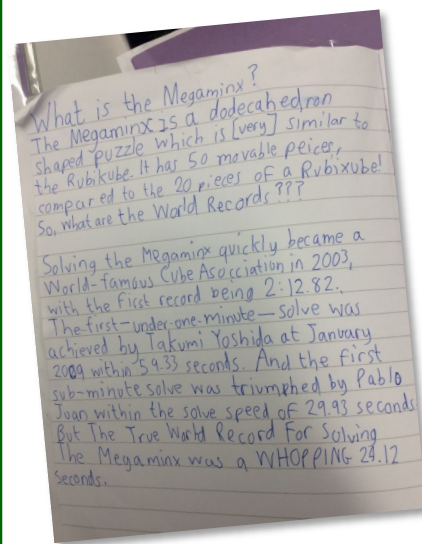 What is the Megaminx?
The Megaminx is a dodecahedron
shaped puzzle which is [very] similar to
the Rubikube. It has 50 movable peices,
compared to the 20 pieces of a Rubixube!
So, what are the World Records???
Solving the Megaminx quickly became a
World-famous Cube Asocciation in 2003,
with the first record being 2:12.82.
The first-under-one-minute-solve was
achieved by Takumi Yoshida at January
2009 within 59.33 seconds. And the first
sub-minute solve was triumphed by Pablo
Juan within the solve speed of 29.93 seconds
But The True World Record For Solving
The Megaminx was a WHOPPING 24.12
Seconds.